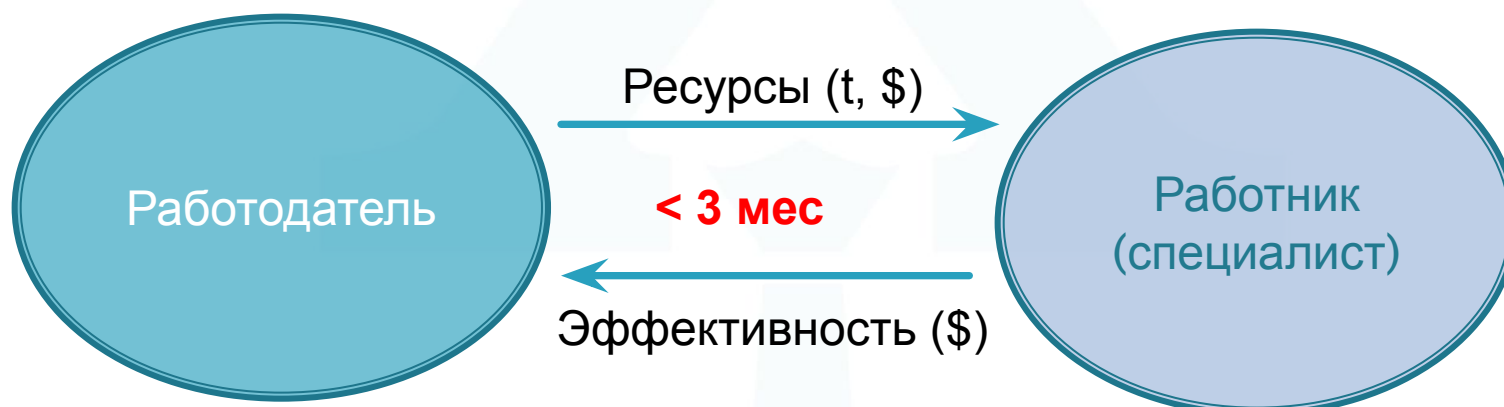 Ресурсы (t, $)
Работодатель
< 3 мес
Работник
(специалист)
Эффективность ($)